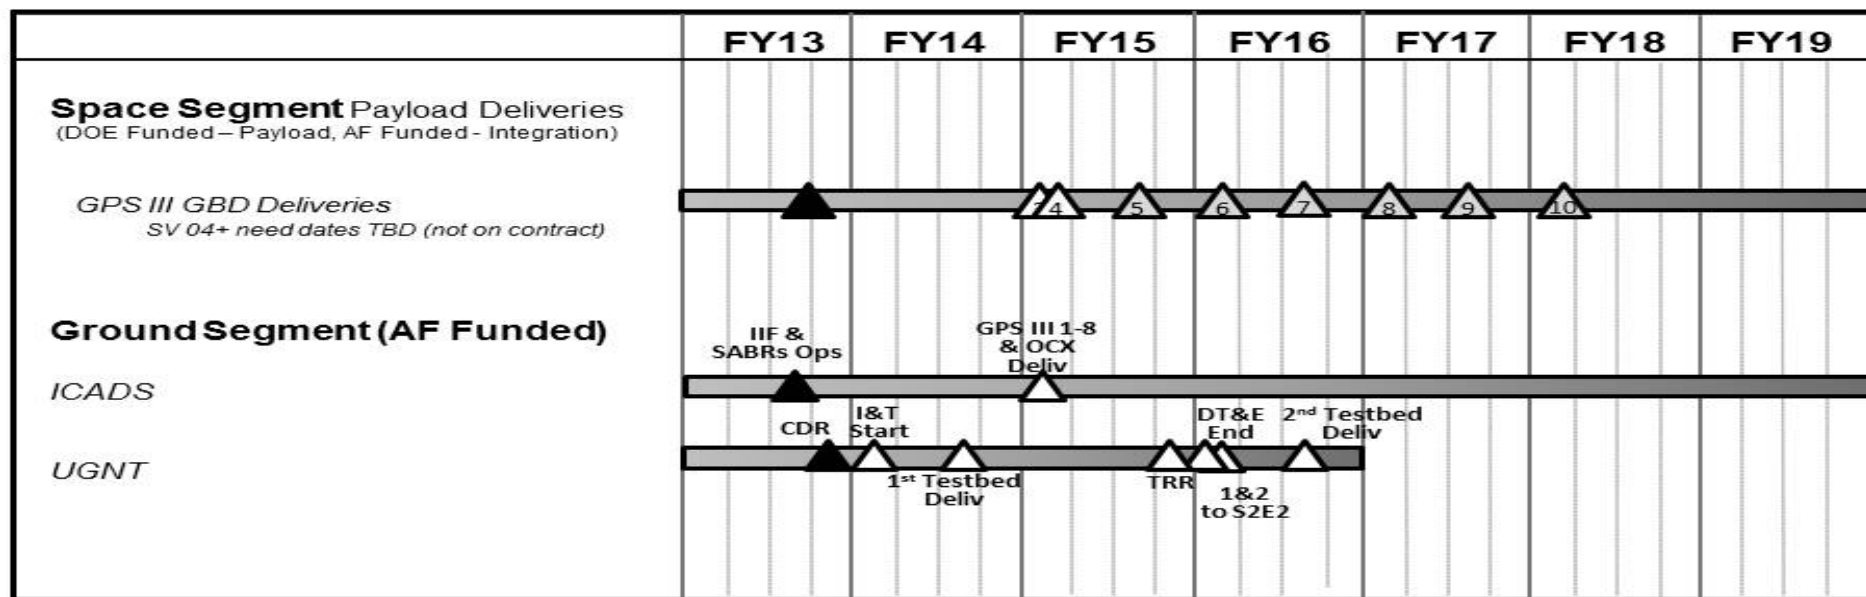 FY13 FY14 FY15 FY16 FY17 FY18 FY19
Space Segment Payload Deliveries
(DOE Funded – Payload, AF Funded - Integration)
GPS III GBD Deliveries
4 5 6 7 8 9 10
SV 04+ need dates TBD (not on contract)
Ground Segment (AF Funded)
IIF &
SABRs Ops
GPS III 1-8
& OCX
Deliv
ICADS
CDR
I&T
Start
DT&E
End
2nd Testbed
Deliv
UGNT
1st Testbed
Deliv
TRR
1&2
to S2E2